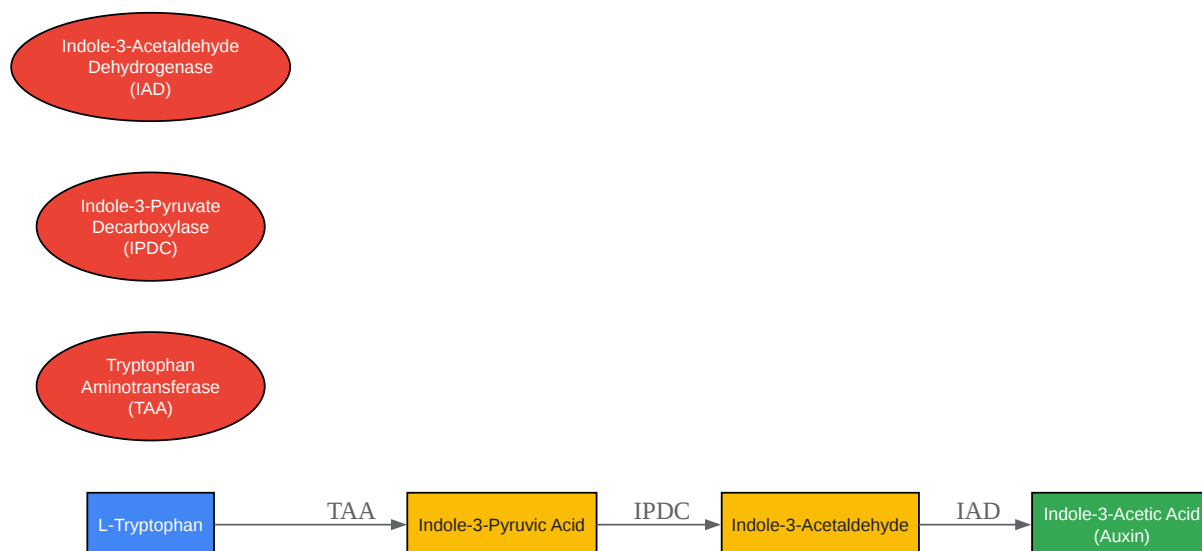 Indole-3-Acetaldehyde
Dehydrogenase
(IAD)
Indole-3-Pyruvate
Decarboxylase
(IPDC)
Tryptophan
Aminotransferase
(TAA)
L-Tryptophan
TAA
Indole-3-Pyruvic Acid
IPDC
Indole-3-Acetaldehyde
IAD
Indole-3-Acetic Acid
(Auxin)